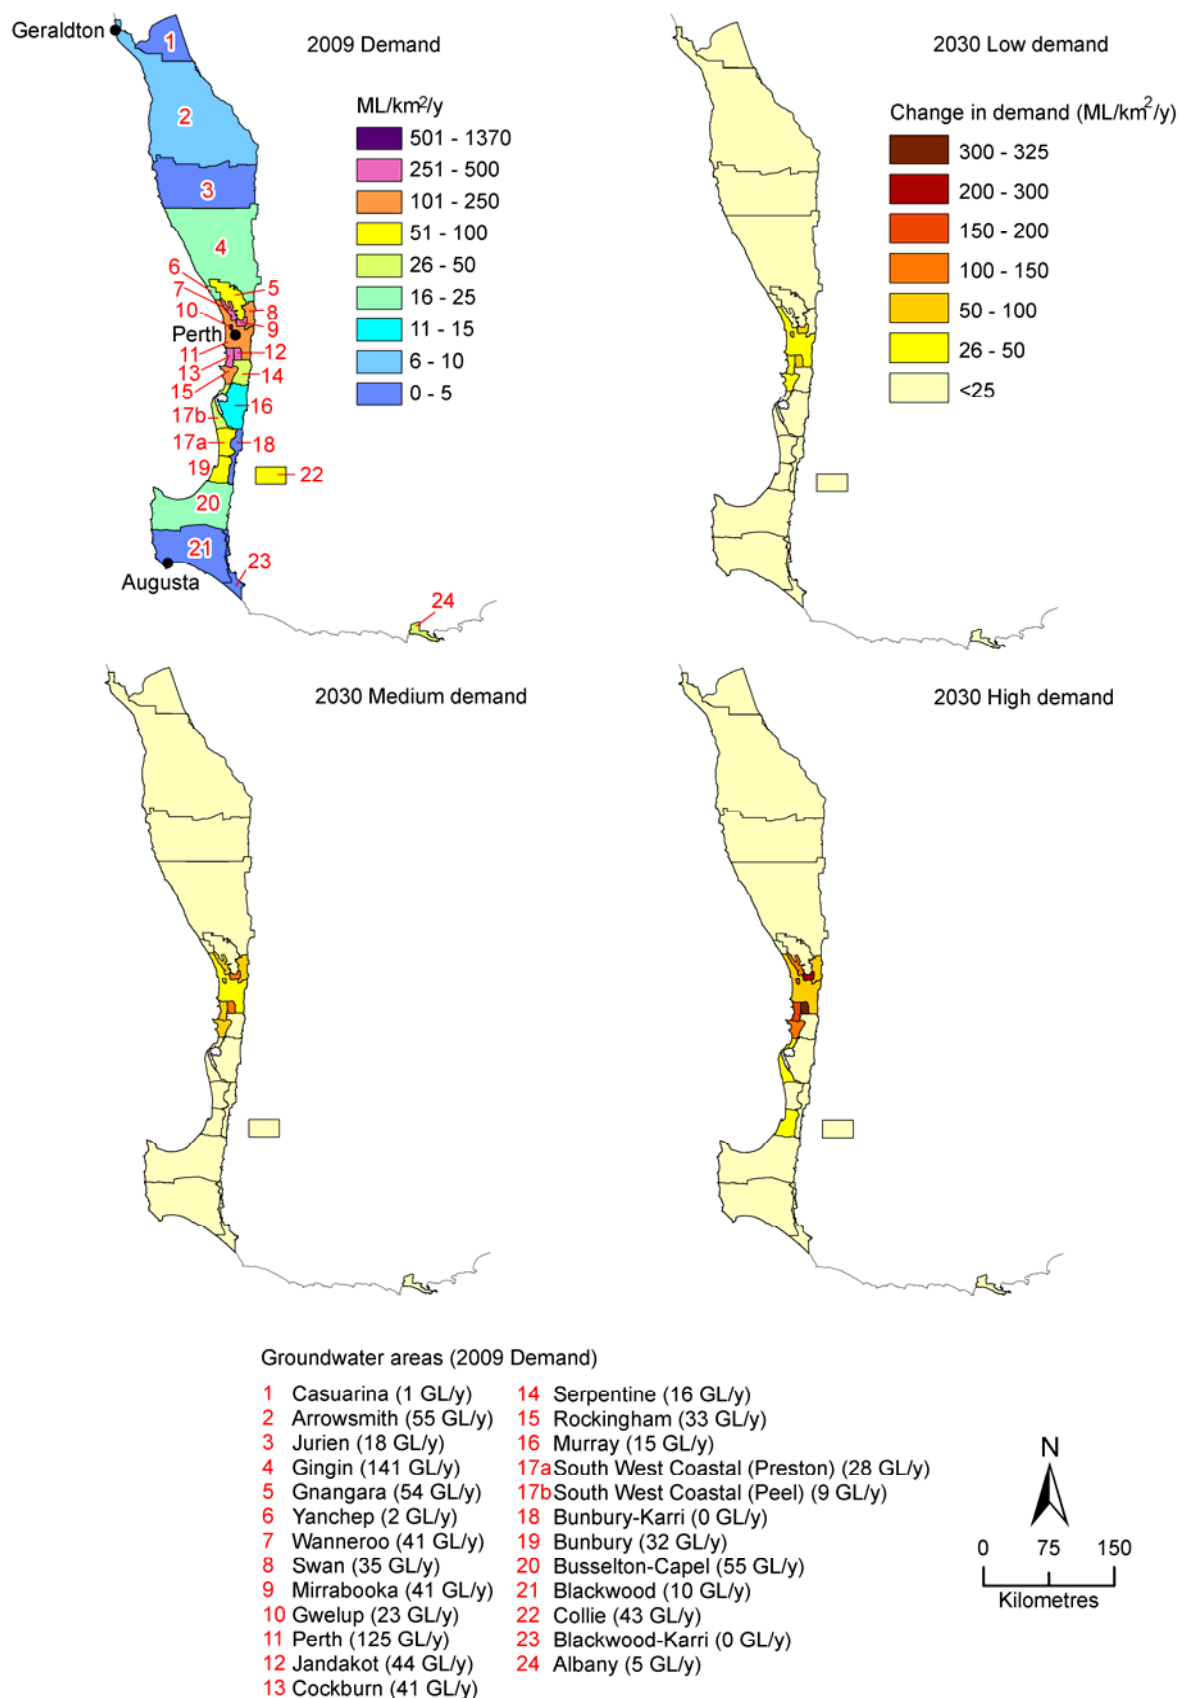 Geraldton
2009 Demand
ML/km²/y
501 - 1370
251 - 500
101 - 250
51 - 100
26 - 50
16 - 25
11 - 15
6 - 10
0 - 5
1
2
3
4
6
5
7
8
10
9
Perth
11
12
13
14
15
16
17b
17a
18
19
22
20
21
23
Augusta
24
2030 Low demand
Change in demand (ML/km²/y)
300 - 325
200 - 300
150 - 200
100 - 150
50 - 100
26 - 50
<25
2030 Medium demand
2030 High demand
Groundwater areas (2009 Demand)
1 Casuarina (1 GL/y)
2 Arrowsmith (55 GL/y)
3 Jurien (18 GL/y)
4 Gingin (141 GL/y)
5 Gnangara (54 GL/y)
6 Yanchep (2 GL/y)
7 Wanneroo (41 GL/y)
8 Swan (35 GL/y)
9 Mirrabooka (41 GL/y)
10 Gwelup (23 GL/y)
11 Perth (125 GL/y)
12 Jandakot (44 GL/y)
13 Cockburn (41 GL/y)
14 Serpentine (16 GL/y)
15 Rockingham (33 GL/y)
16 Murray (15 GL/y)
17a South West Coastal (Preston) (28 GL/y)
17b South West Coastal (Peel) (9 GL/y)
18 Bunbury-Karri (0 GL/y)
19 Bunbury (32 GL/y)
20 Busselton-Capel (55 GL/y)
21 Blackwood (10 GL/y)
22 Collie (43 GL/y)
23 Blackwood-Karri (0 GL/y)
24 Albany (5 GL/y)
N
0 75 150
Kilometres